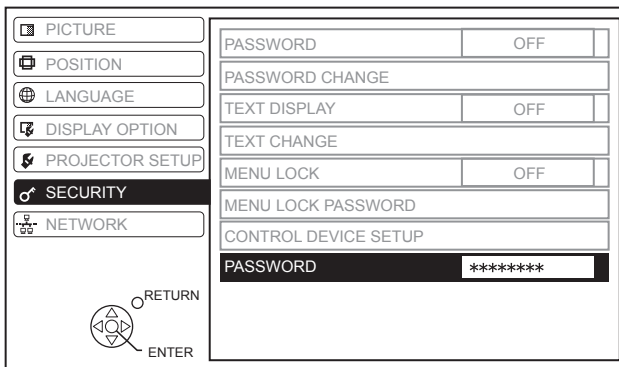 PICTURE
POSITION
LANGUAGE
DISPLAY OPTION
PROJECTOR SETUP
SECURITY
NETWORK
RETURN
ENTER
PASSWORD OFF
PASSWORD CHANGE
TEXT DISPLAY OFF
TEXT CHANGE
MENU LOCK OFF
MENU LOCK PASSWORD
CONTROL DEVICE SETUP
PASSWORD ********